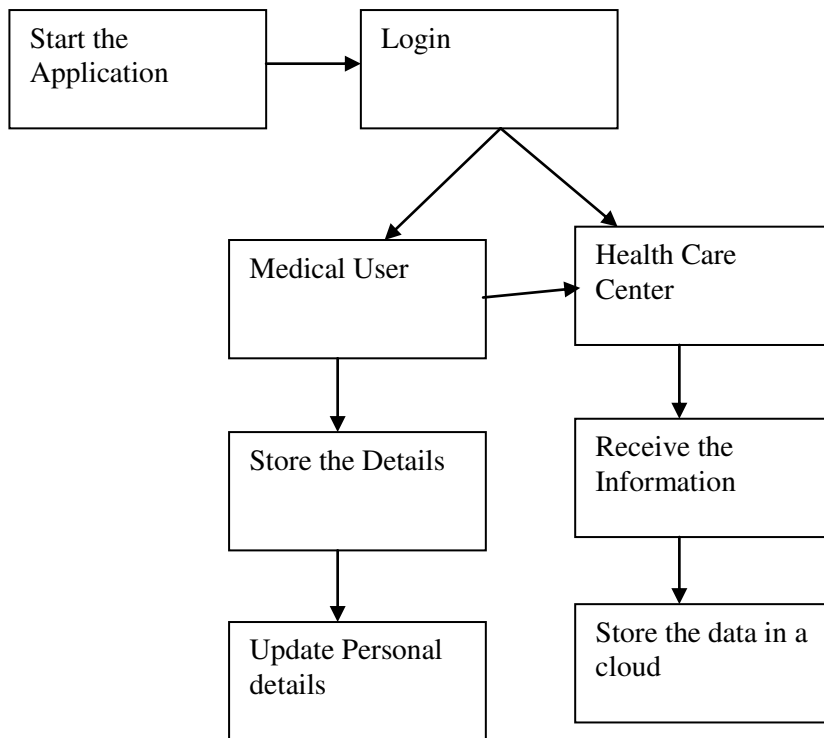 Start the
Application
Login
Medical User
Health Care
Center
Store the Details
Receive the
Information
Update Personal
details
Store the data in a
cloud